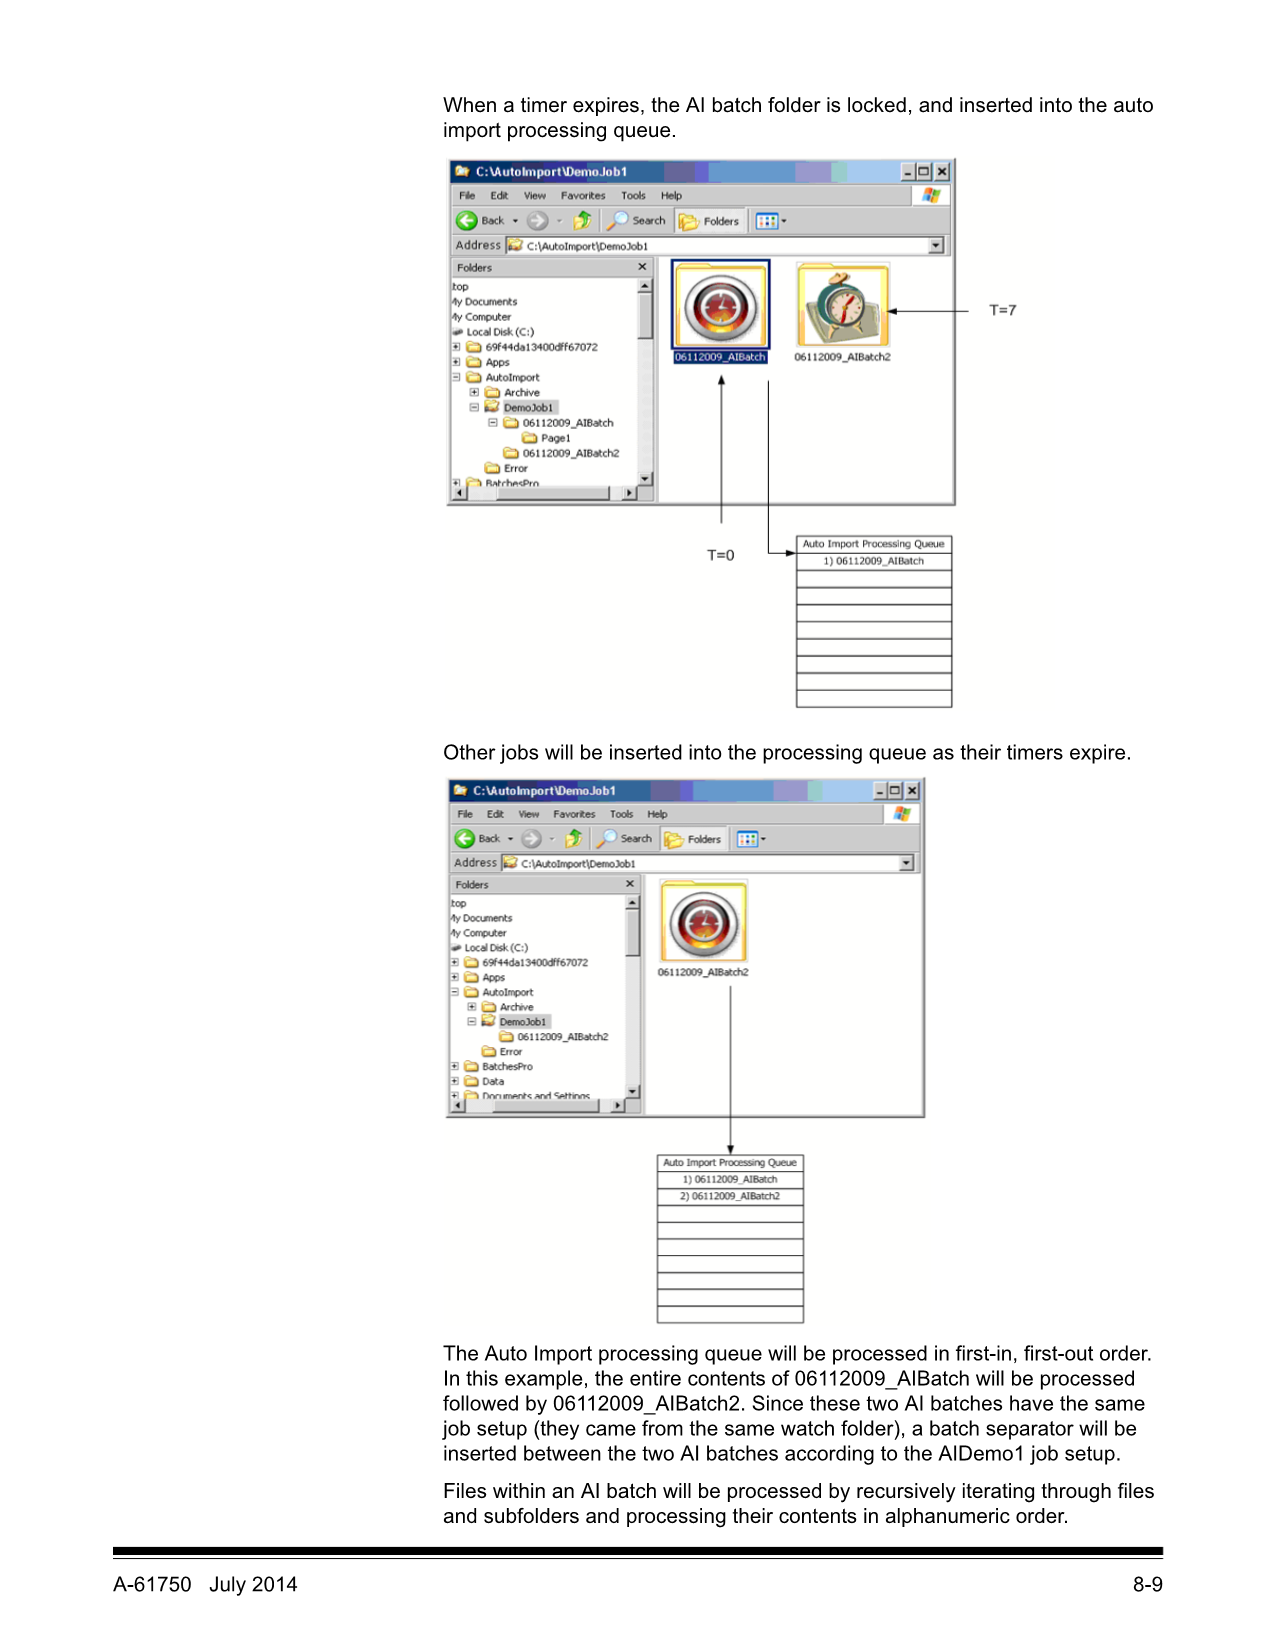 When a timer expires, the AI batch folder is locked, and inserted into the auto
import processing queue.
C:\AutoImport\DemoJob1
File Edit View Favorites Tools Help
Back Search Folders
Address C:\AutoImport\DemoJob1
Folders
top
My Documents
My Computer
Local Disk (C:)
69f44da13400dff67072
Apps
AutoImport
Archive
DemoJob1
06112009_AIBatch
Page1
06112009_AIBatch2
Error
BatchesPro
06112009_AIBatch
06112009_AIBatch2
T=7
T=0
Auto Import Processing Queue
1) 06112009_AIBatch
Other jobs will be inserted into the processing queue as their timers expire.
C:\AutoImport\DemoJob1
File Edit View Favorites Tools Help
Back Search Folders
Address C:\AutoImport\DemoJob1
Folders
top
My Documents
My Computer
Local Disk (C:)
69f44da13400dff67072
Apps
AutoImport
Archive
DemoJob1
06112009_AIBatch2
Error
BatchesPro
Data
Documents and Settings
06112009_AIBatch2
Auto Import Processing Queue
1) 06112009_AIBatch
2) 06112009_AIBatch2
The Auto Import processing queue will be processed in first-in, first-out order.
In this example, the entire contents of 06112009_AIBatch will be processed
followed by 06112009_AIBatch2. Since these two AI batches have the same
job setup (they came from the same watch folder), a batch separator will be
inserted between the two AI batches according to the AIDemo1 job setup.
Files within an AI batch will be processed by recursively iterating through files
and subfolders and processing their contents in alphanumeric order.
A-61750 July 2014 8-9